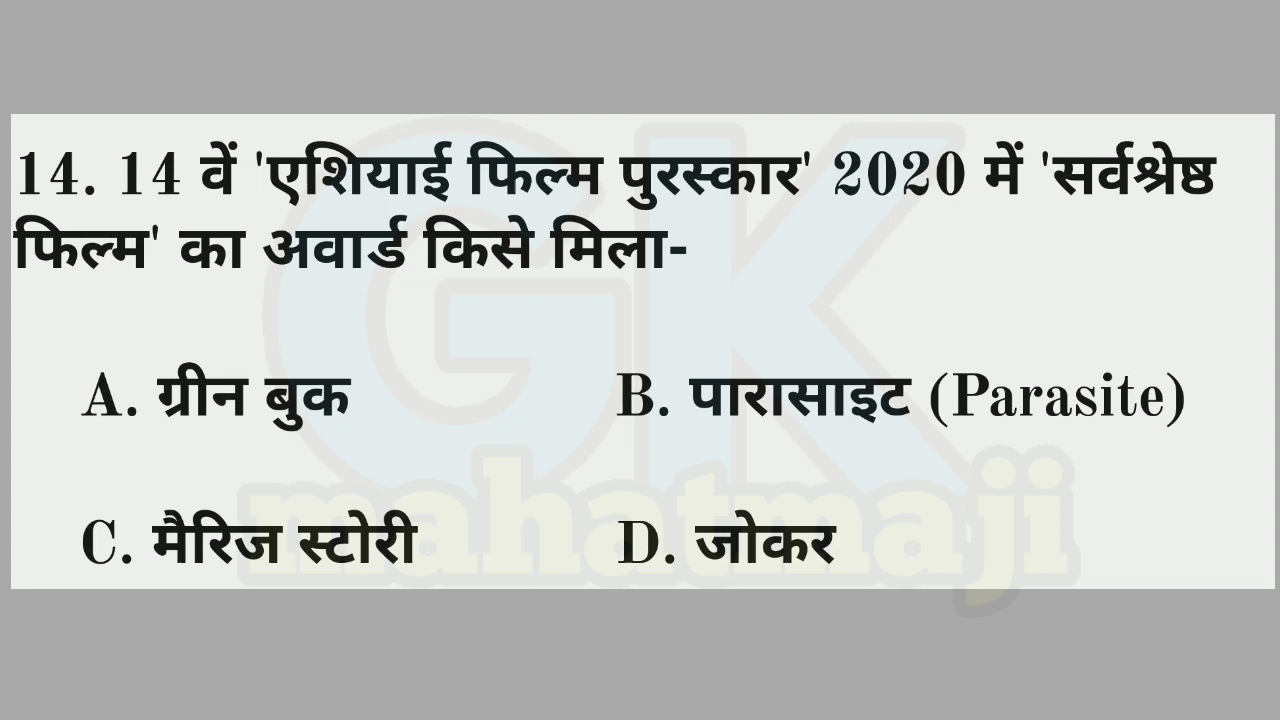 14. 14 वें 'एशियाई फिल्म पुरस्कार' 2020 में 'सर्वश्रेष्ठ
फिल्म' का अवार्ड किसे मिला-
A. ग्रीन बुक B. पारासाइट (Parasite)
C. मैरिज स्टोरी D. जोकर
GK
mahatmaji